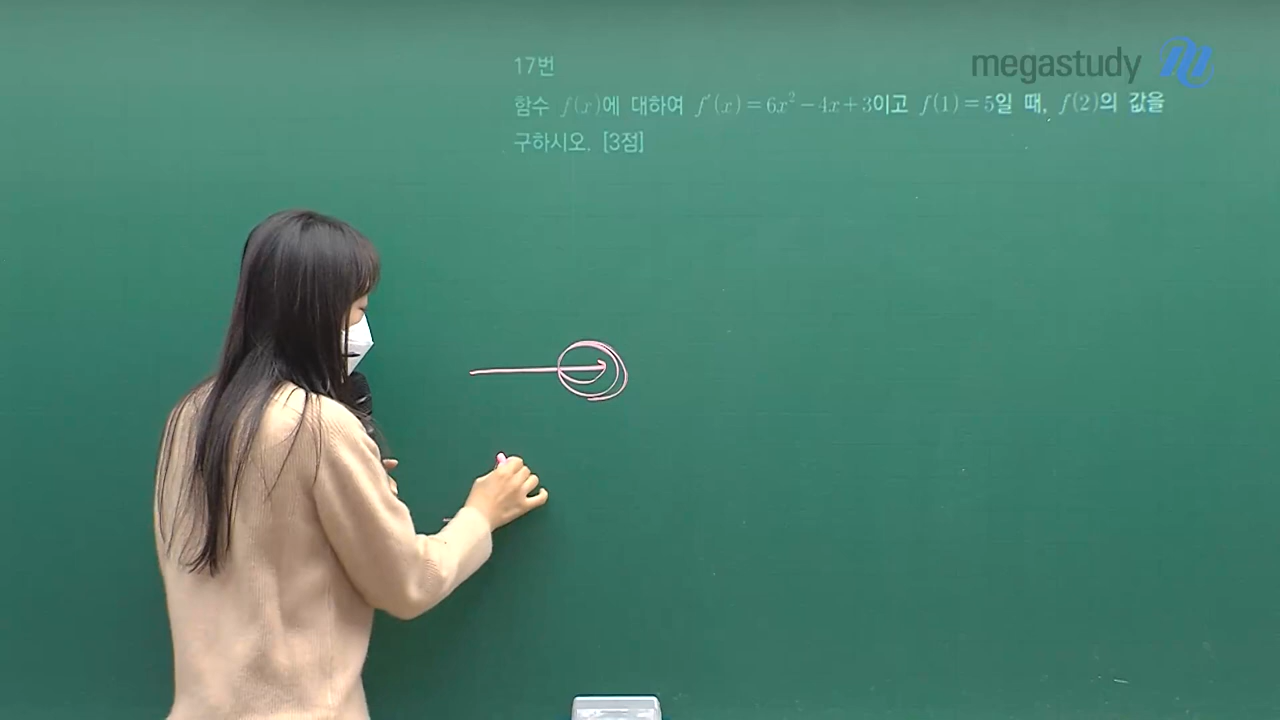 megastudy
17번
함수 f(x)에 대하여 f'(x)=6x²-4x+3이고 f(1)=5일 때, f(2)의 값을
구하시오. [3점]